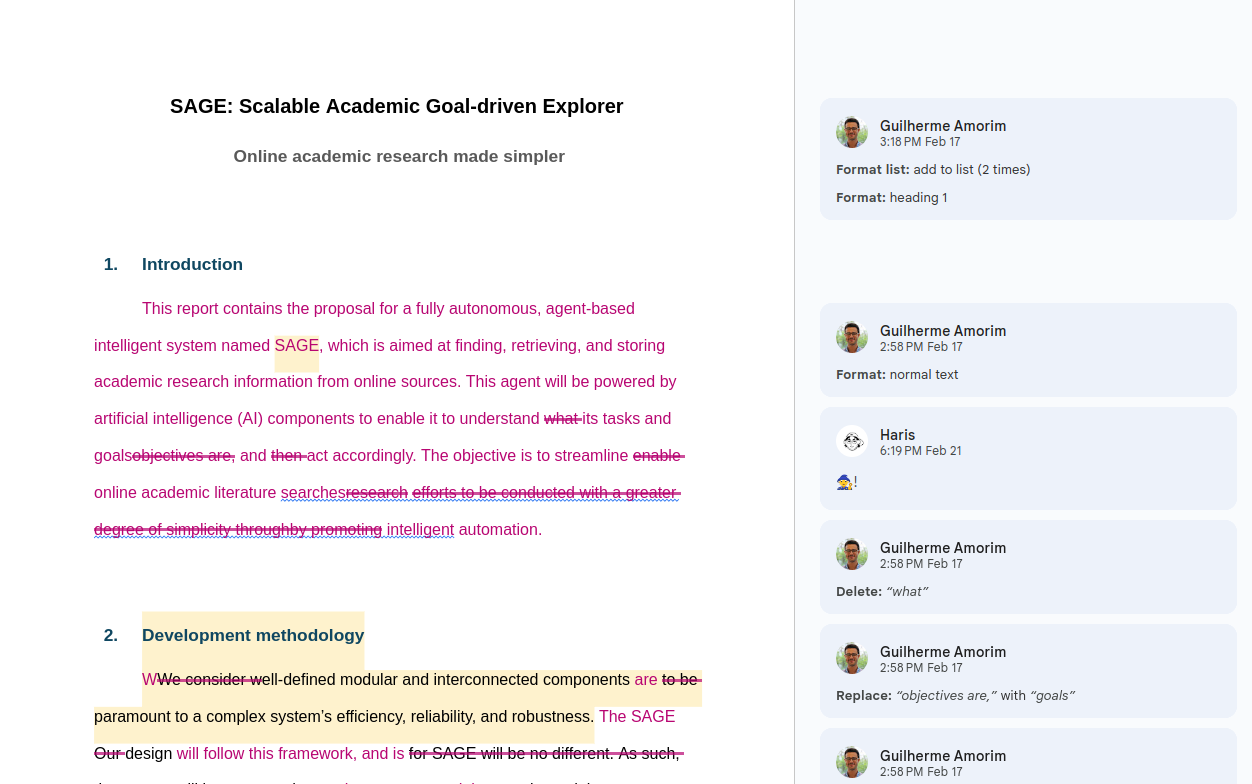 SAGE: Scalable Academic Goal-driven Explorer
Online academic research made simpler
1. Introduction
This report contains the proposal for a fully autonomous, agent-based
intelligent system named SAGE, which is aimed at finding, retrieving, and storing
academic research information from online sources. This agent will be powered by
artificial intelligence (AI) components to enable it to understand what its tasks and
goalsobjectives are, and then act accordingly. The objective is to streamline enable
online academic literature searchesresearch efforts to be conducted with a greater
degree of simplicity throughby promoting intelligent automation.
2. Development methodology
WWe consider well-defined modular and interconnected components are to be
paramount to a complex system’s efficiency, reliability, and robustness. The SAGE
Our design will follow this framework, and is for SAGE will be no different. As such,
Guilherme Amorim
3:18 PM Feb 17
Format list: add to list (2 times)
Format: heading 1
Guilherme Amorim
2:58 PM Feb 17
Format: normal text
Haris
6:19 PM Feb 21
🧙!
Guilherme Amorim
2:58 PM Feb 17
Delete: “what”
Guilherme Amorim
2:58 PM Feb 17
Replace: “objectives are,” with “goals”
Guilherme Amorim
2:58 PM Feb 17